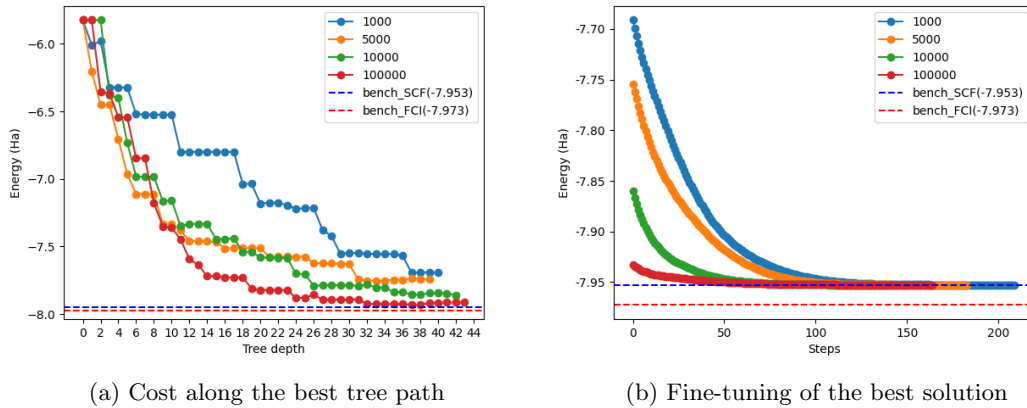 1000
5000
10000
100000
bench_SCF(-7.953)
bench_FCI(-7.973)
−6.0
−6.5
−7.0
−7.5
−8.0
Energy (Ha)
0 2 4 6 8 10 12 14 16 18 20 22 24 26 28 30 32 34 36 38 40 42 44
Tree depth
(a) Cost along the best tree path
1000
5000
10000
100000
bench_SCF(-7.953)
bench_FCI(-7.973)
-7.70
-7.75
-7.80
-7.85
-7.90
-7.95
Energy (Ha)
0 50 100 150 200
Steps
(b) Fine-tuning of the best solution